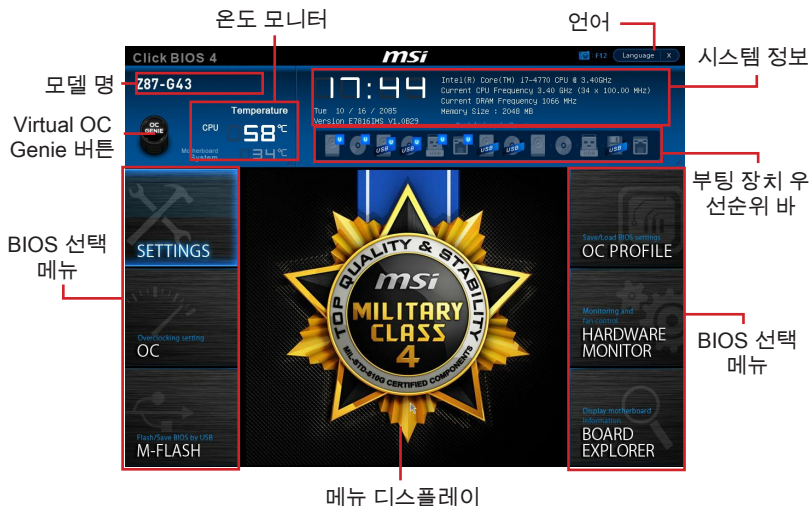 온도 모니터
언어
Click BIOS 4
msi
F12
Language
X
시스템 정보
모델 명
Z87-G43
17:44
Intel(R) Core(TM) i7-4770 CPU @ 3.40GHz
Current CPU Frequency 3.40 GHz (34 x 100.00 MHz)
Current DRAM Frequency 1066 MHz
Memory Size : 2048 MB
Tue 10 / 16 / 2085
Version E7816IMS V1.0B29
Temperature
CPU
58℃
Motherboard
System
34℃
OC
GENIE
Virtual OC
Genie 버튼
U
U
USB
U
USB
U
U
U
USB
USB
USB
부팅 장치 우
선순위 바
BIOS 선택
메뉴
SETTINGS
Overclocking setting
OC
Flash/Save BIOS by USB
M-FLASH
TOP QUALITY & STABILITY
msi
MILITARY
CLASS
4
MIL-STD-810G CERTIFIED COMPONENTS
Save/Load BIOS settings
OC PROFILE
Monitoring and
fan-control
HARDWARE
MONITOR
Display motherboard
Information
BOARD
EXPLORER
BIOS 선택
메뉴
메뉴 디스플레이